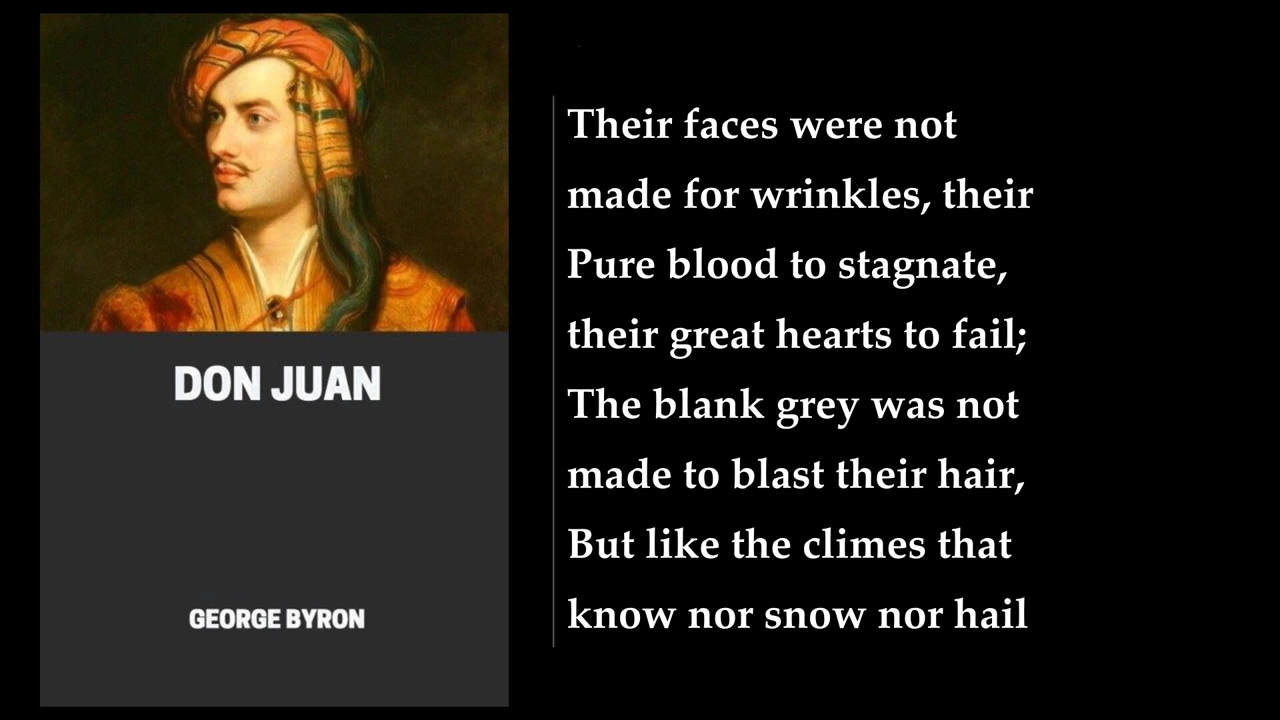 DON JUAN
GEORGE BYRON
Their faces were not
made for wrinkles, their
Pure blood to stagnate,
their great hearts to fail;
The blank grey was not
made to blast their hair,
But like the climes that
know nor snow nor hail